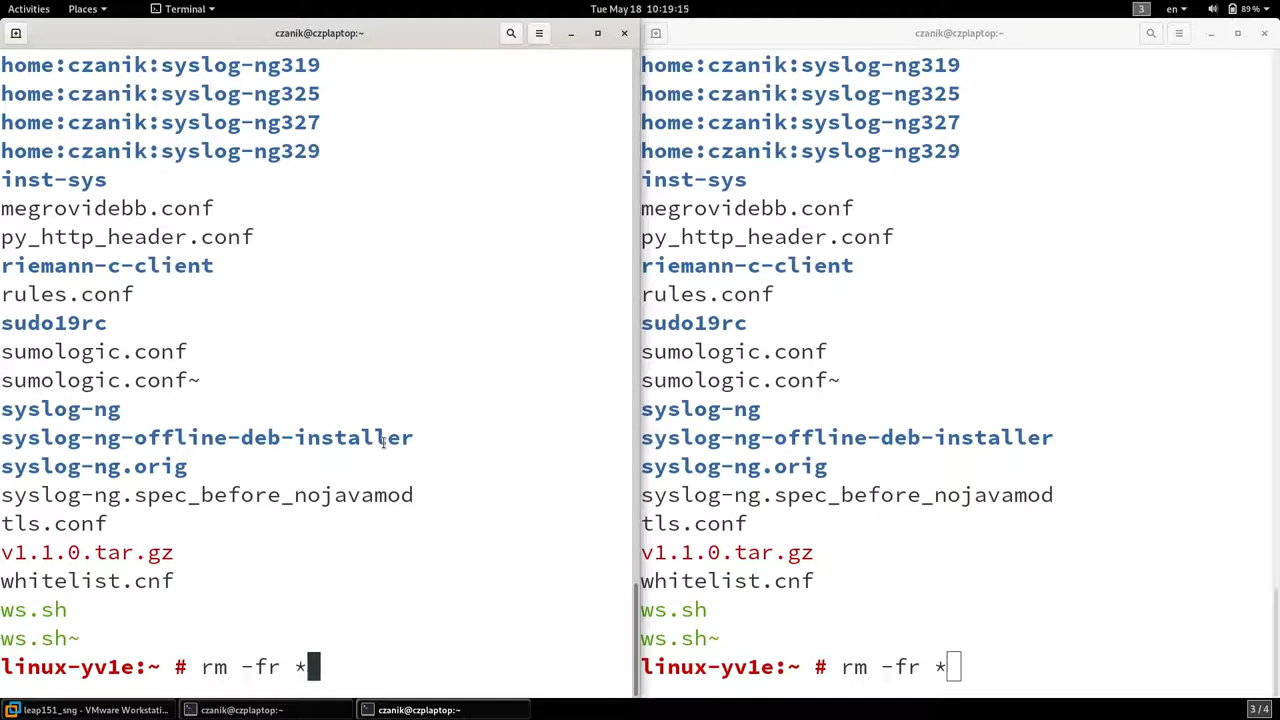 Activities
Places
Terminal
Tue May 18 10:19:15
3
en
89%
czanik@czplaptop:~
home:czanik:syslog-ng319
home:czanik:syslog-ng325
home:czanik:syslog-ng327
home:czanik:syslog-ng329
inst-sys
megrovidebb.conf
py_http_header.conf
riemann-c-client
rules.conf
sudo19rc
sumologic.conf
sumologic.conf~
syslog-ng
syslog-ng-offline-deb-installer
syslog-ng.orig
syslog-ng.spec_before_nojavamod
tls.conf
v1.1.0.tar.gz
whitelist.cnf
ws.sh
ws.sh~
linux-yv1e:~ # rm -fr *
czanik@czplaptop:~
home:czanik:syslog-ng319
home:czanik:syslog-ng325
home:czanik:syslog-ng327
home:czanik:syslog-ng329
inst-sys
megrovidebb.conf
py_http_header.conf
riemann-c-client
rules.conf
sudo19rc
sumologic.conf
sumologic.conf~
syslog-ng
syslog-ng-offline-deb-installer
syslog-ng.orig
syslog-ng.spec_before_nojavamod
tls.conf
v1.1.0.tar.gz
whitelist.cnf
ws.sh
ws.sh~
linux-yv1e:~ # rm -fr *
leap151_sng - VMware Workstati...
czanik@czplaptop:~
czanik@czplaptop:~
3 / 4